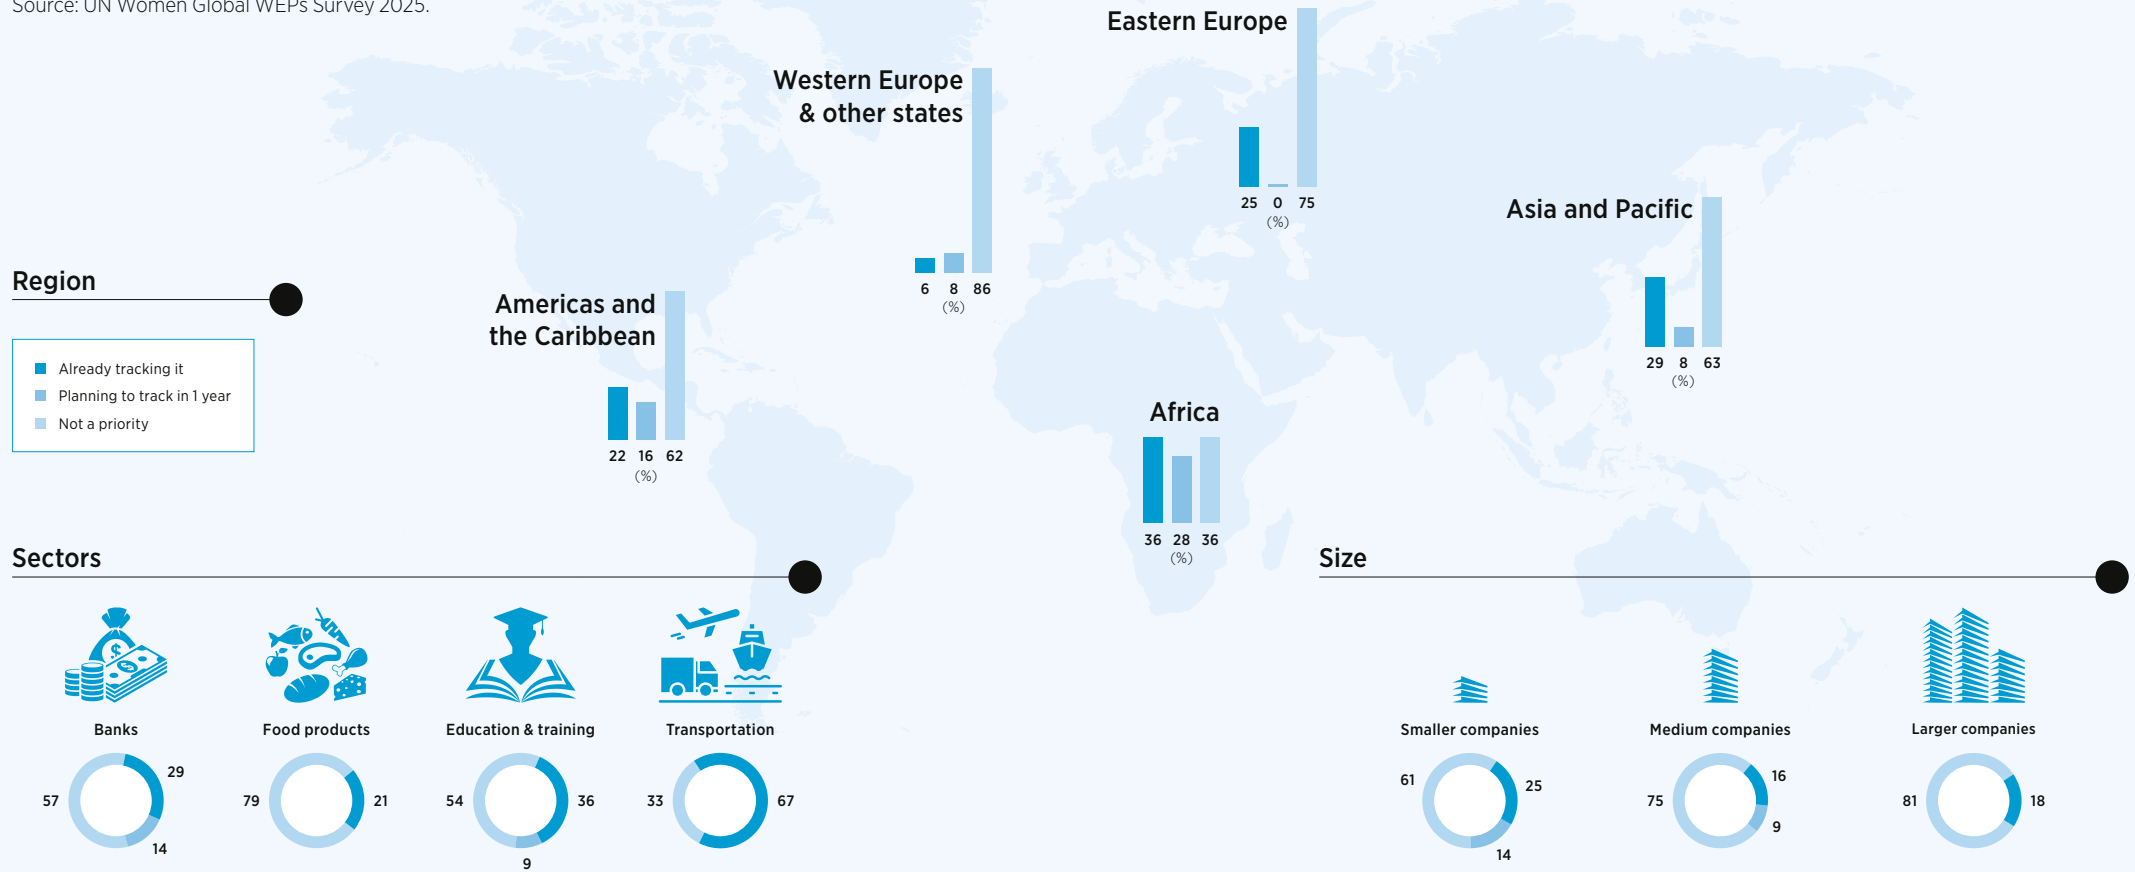 Source: UN Women Global WEPs Survey 2025.
Eastern Europe
25 0 75
(%)
Western Europe
& other states
6 8 86
(%)
Asia and Pacific
29 8 63
(%)
Region
Already tracking it
Planning to track in 1 year
Not a priority
Americas and
the Caribbean
22 16 62
(%)
Africa
36 28 36
(%)
Sectors
$
$
Banks
57
29
14
Food products
79
21
Education & training
54
36
9
Transportation
33
67
Size
Smaller companies
61
25
14
Medium companies
75
16
9
Larger companies
81
18